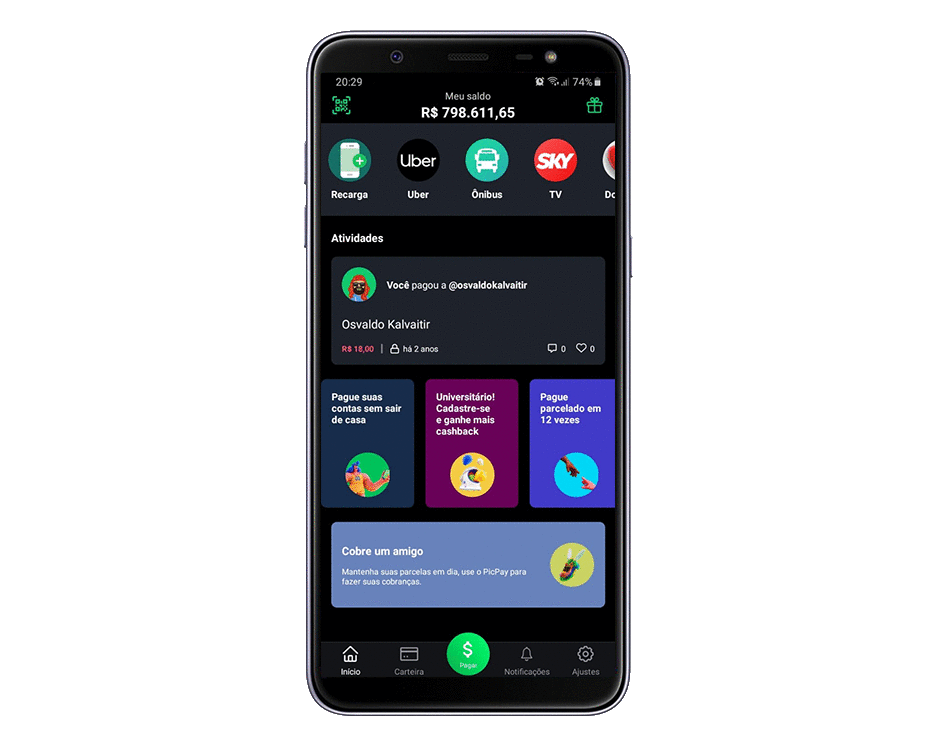 20:29
74%
Meu saldo
R$ 798.611,65
Uber
SKY
Recarga
Uber
Ônibus
TV
Atividades
Você pagou a @osvaldokalvaitir
Osvaldo Kalvaitir
R$ 18,00 | há 2 anos
0
0
Pague suas
contas sem sair
de casa
Universitário!
Cadastre-se
e ganhe mais
cashback
Pague
parcelado em
12 vezes
Cobre um amigo
Mantenha suas parcelas em dia, use o PicPay para
fazer suas cobranças.
$
Pagar
Início
Carteira
Notificações
Ajustes